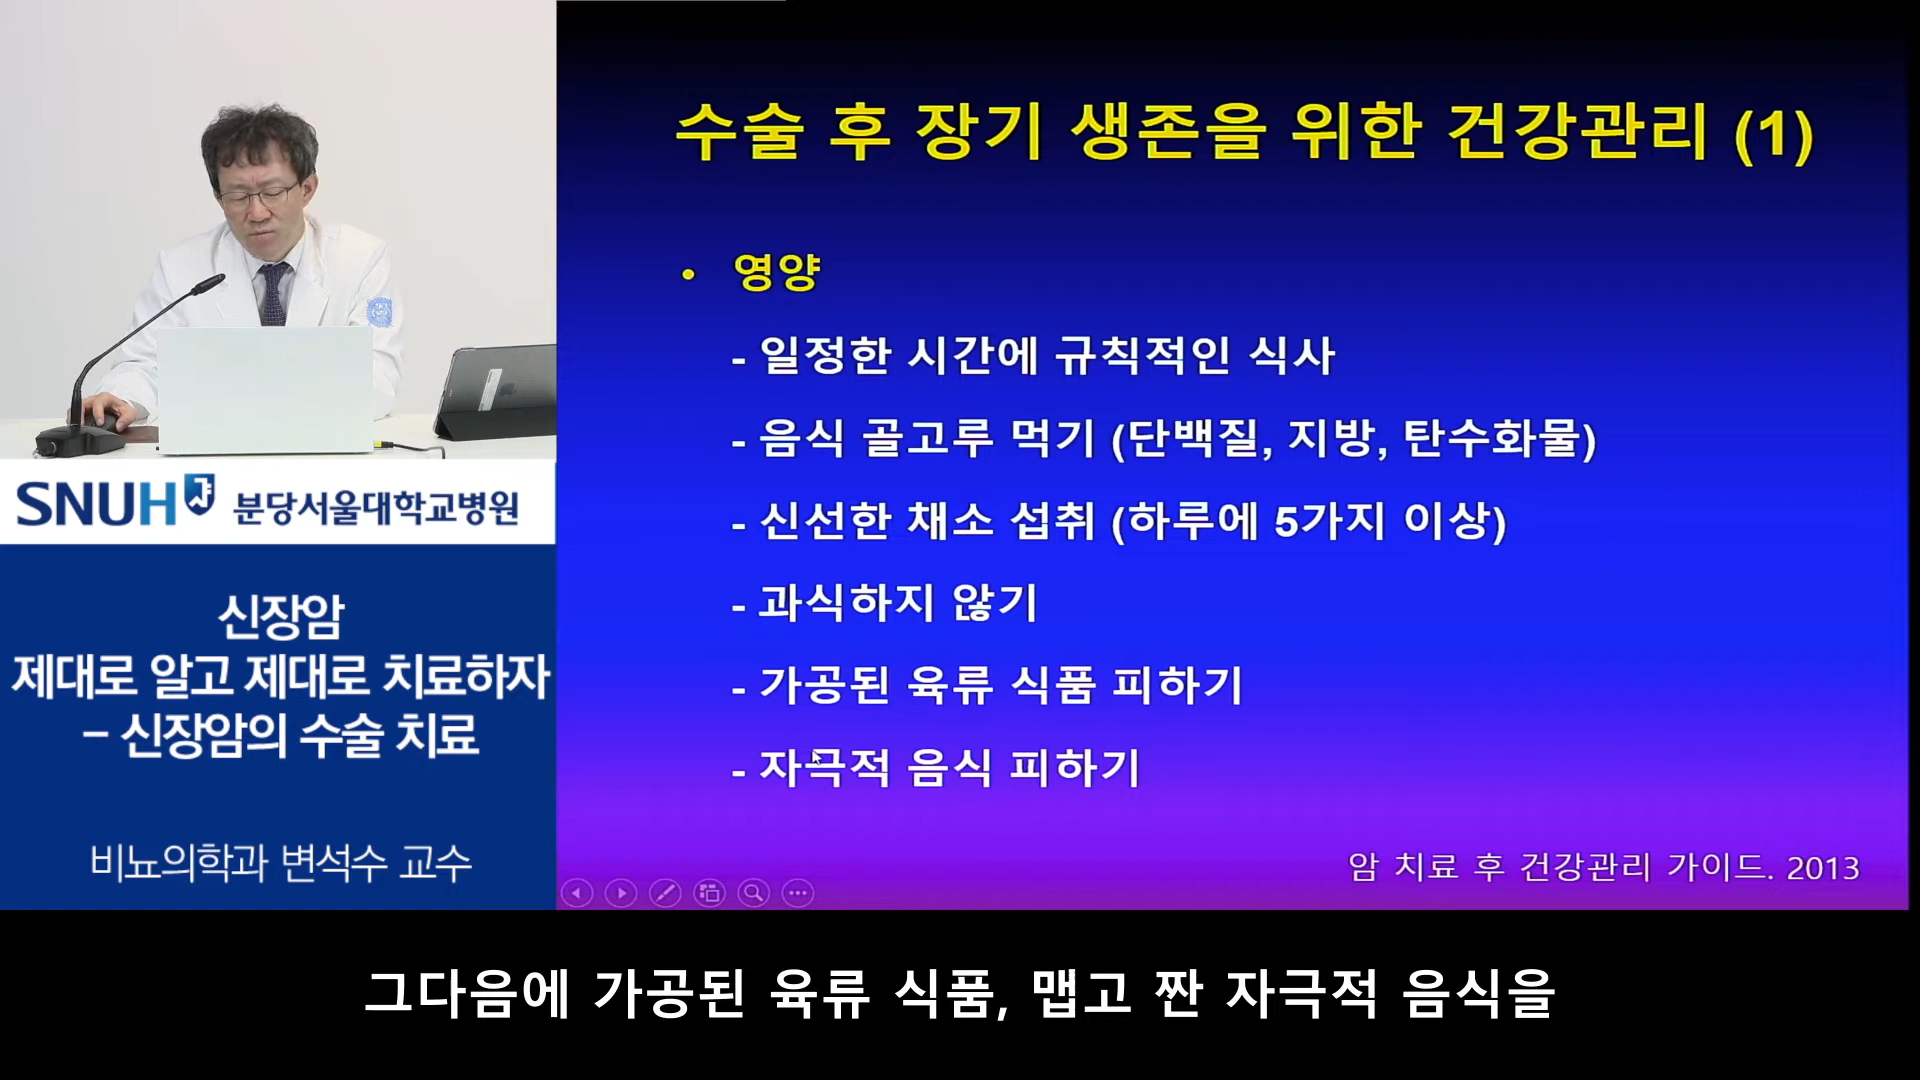 수술 후 장기 생존을 위한 건강관리 (1)
• 영양
- 일정한 시간에 규칙적인 식사
- 음식 골고루 먹기 (단백질, 지방, 탄수화물)
- 신선한 채소 섭취 (하루에 5가지 이상)
- 과식하지 않기
- 가공된 육류 식품 피하기
- 자극적 음식 피하기
암 치료 후 건강관리 가이드. 2013
SNUH 분당서울대학교병원
신장암
제대로 알고 제대로 치료하자
- 신장암의 수술 치료
비뇨의학과 변석수 교수
그다음에 가공된 육류 식품, 맵고 짠 자극적 음식을